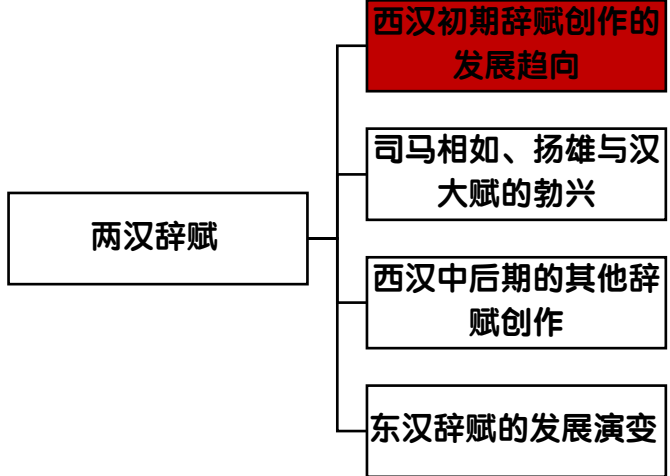 两汉辞赋
西汉初期辞赋创作的
发展趋向
司马相如、扬雄与汉
大赋的勃兴
西汉中后期的其他辞
赋创作
东汉辞赋的发展演变